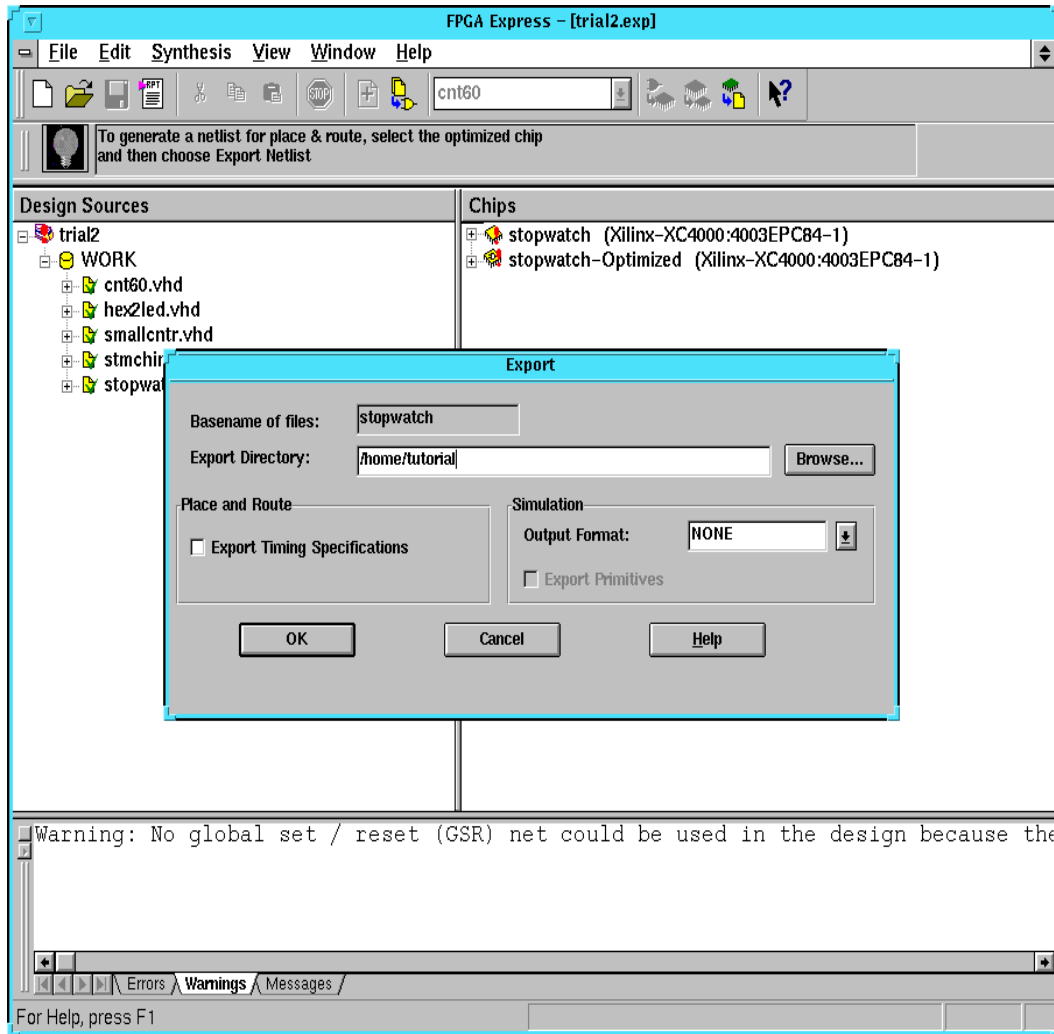 FPGA Express – [trial2.exp]
File Edit Synthesis View Window Help
RPT STOP cnt60 ?
To generate a netlist for place & route, select the optimized chip
and then choose Export Netlist
Design Sources
Chips
trial2
WORK
cnt60.vhd
hex2led.vhd
smallcntr.vhd
stmchin
stopwat
stopwatch (Xilinx-XC4000:4003EPC84-1)
stopwatch-Optimized (Xilinx-XC4000:4003EPC84-1)
Export
Basename of files: stopwatch
Export Directory: /home/tutorial Browse...
Place and Route
Export Timing Specifications
Simulation
Output Format: NONE
Export Primitives
OK Cancel Help
Warning: No global set / reset (GSR) net could be used in the design because the
Errors Warnings Messages
For Help, press F1